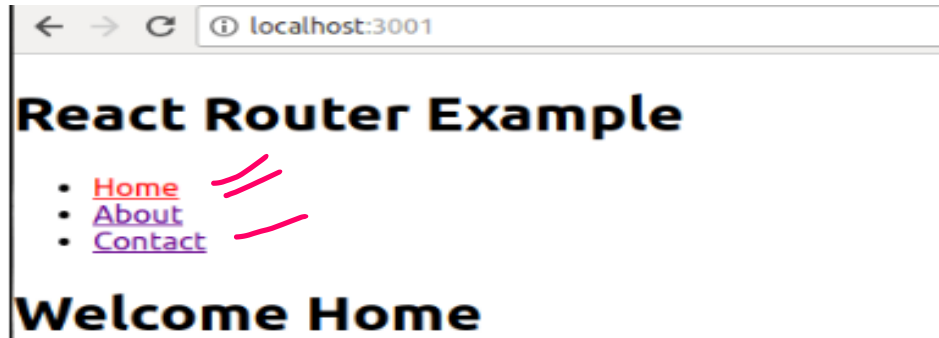 localhost:3001
React Router Example
• Home
• About
• Contact
Welcome Home